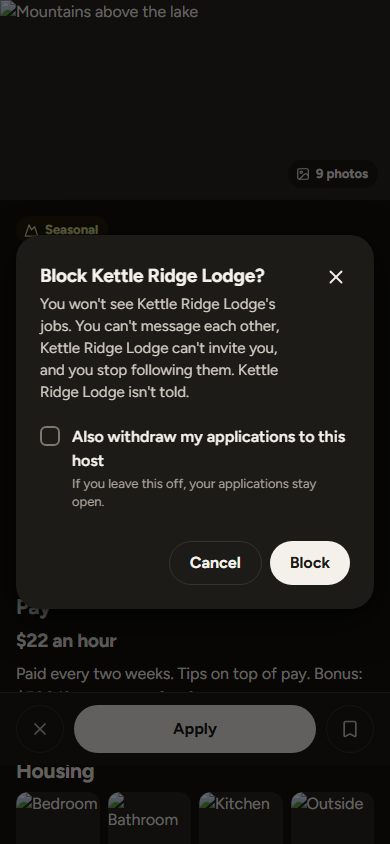 Mountains above the lake
9 photos
Seasonal
Block Kettle Ridge Lodge?
You won't see Kettle Ridge Lodge's
jobs. You can't message each other,
Kettle Ridge Lodge can't invite you,
and you stop following them. Kettle
Ridge Lodge isn't told.
Also withdraw my applications to this
host
If you leave this off, your applications stay
open.
Cancel
Block
Pay
$22 an hour
Paid every two weeks. Tips on top of pay. Bonus:
Apply
Housing
Bedroom
Bathroom
Kitchen
Outside